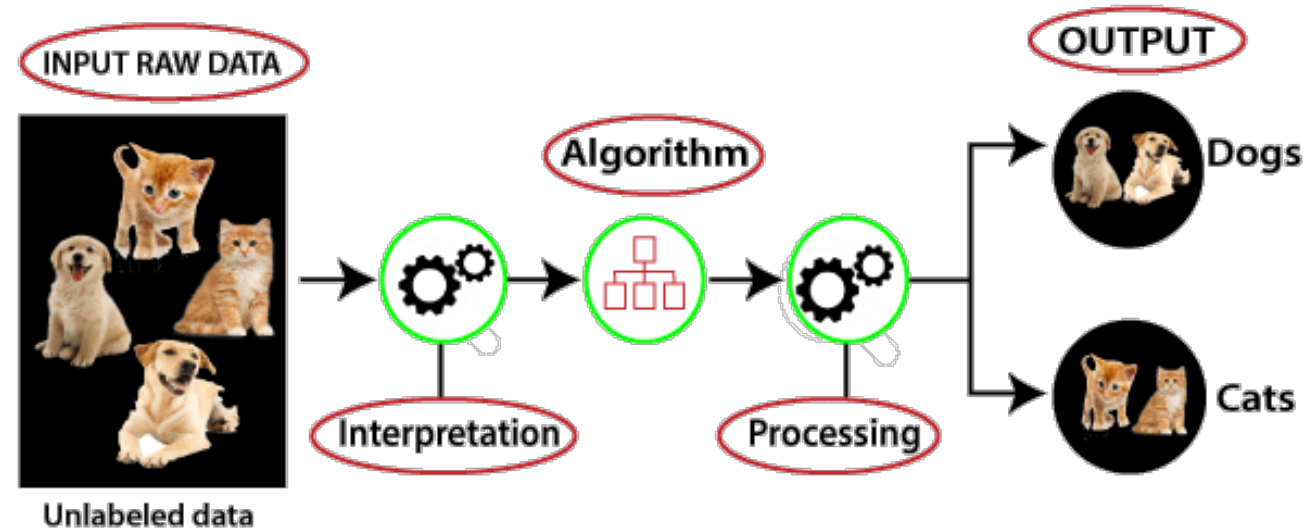 INPUT RAW DATA
OUTPUT
Algorithm
Dogs
Interpretation
Processing
Cats
Unlabeled data